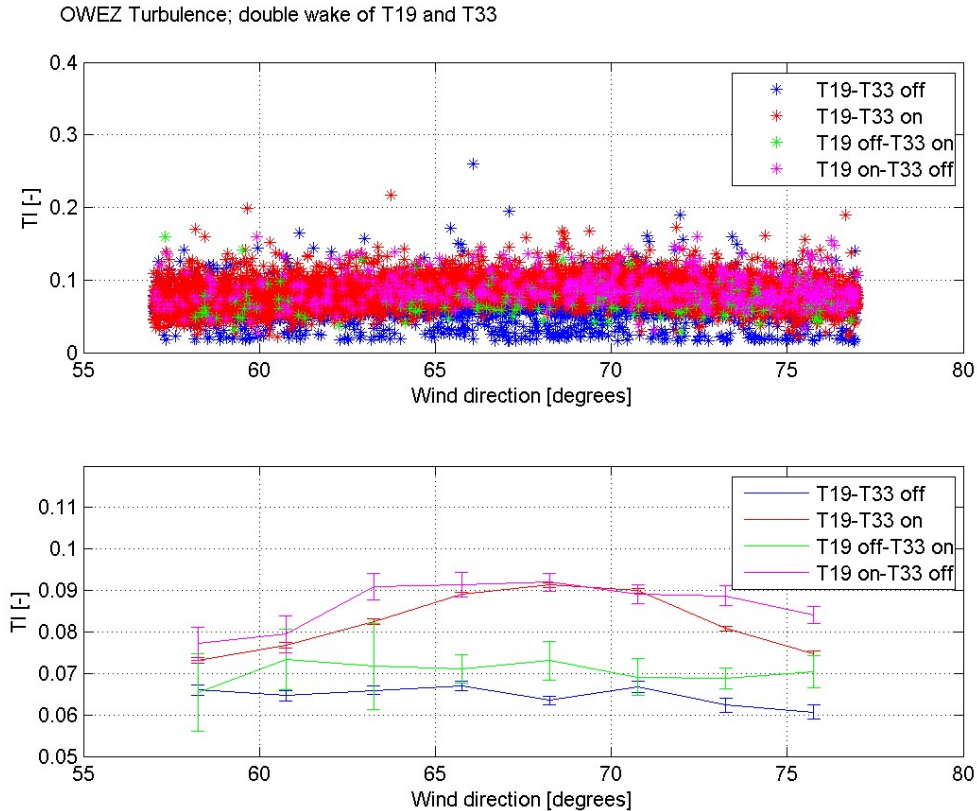 OWEZ Turbulence; double wake of T19 and T33
0.4
0.3
0.2
0.1
0
TI [-]
T19-T33 off
T19-T33 on
T19 off-T33 on
T19 on-T33 off
55
60
65
70
75
80
Wind direction [degrees]
0.11
0.1
0.09
0.08
0.07
0.06
0.05
TI [-]
T19-T33 off
T19-T33 on
T19 off-T33 on
T19 on-T33 off
55
60
65
70
75
80
Wind direction [degrees]